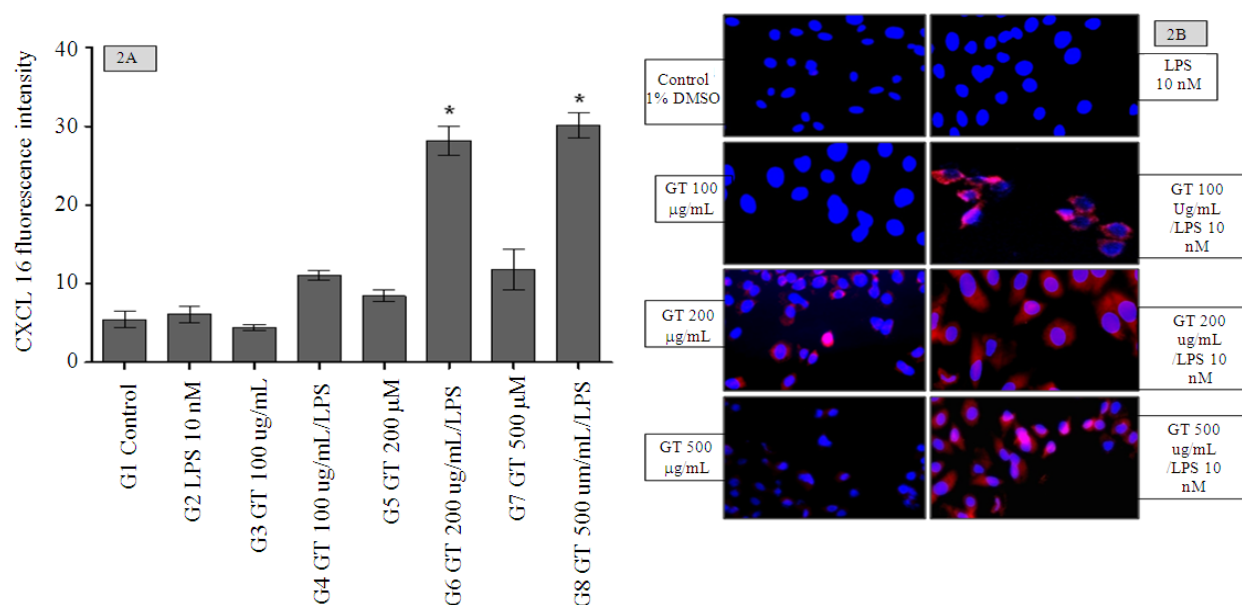 2A
CXCL 16 fluorescence intensity
40
30
20
10
0
*
*
G1 Control
G2 LPS 10 nM
G3 GT 100 ug/mL
G4 GT 100 ug/mL/LPS
G5 GT 200 µM
G6 GT 200 ug/mL/LPS
G7 GT 500 µM
G8 GT 500 um/mL/LPS
2B
Control
1% DMSO
LPS
10 nM
GT 100
µg/mL
GT 100
Ug/mL
/LPS 10
nM
GT 200
µg/mL
GT 200
ug/mL
/LPS 10
nM
GT 500
µg/mL
GT 500
ug/mL
/LPS 10
nM